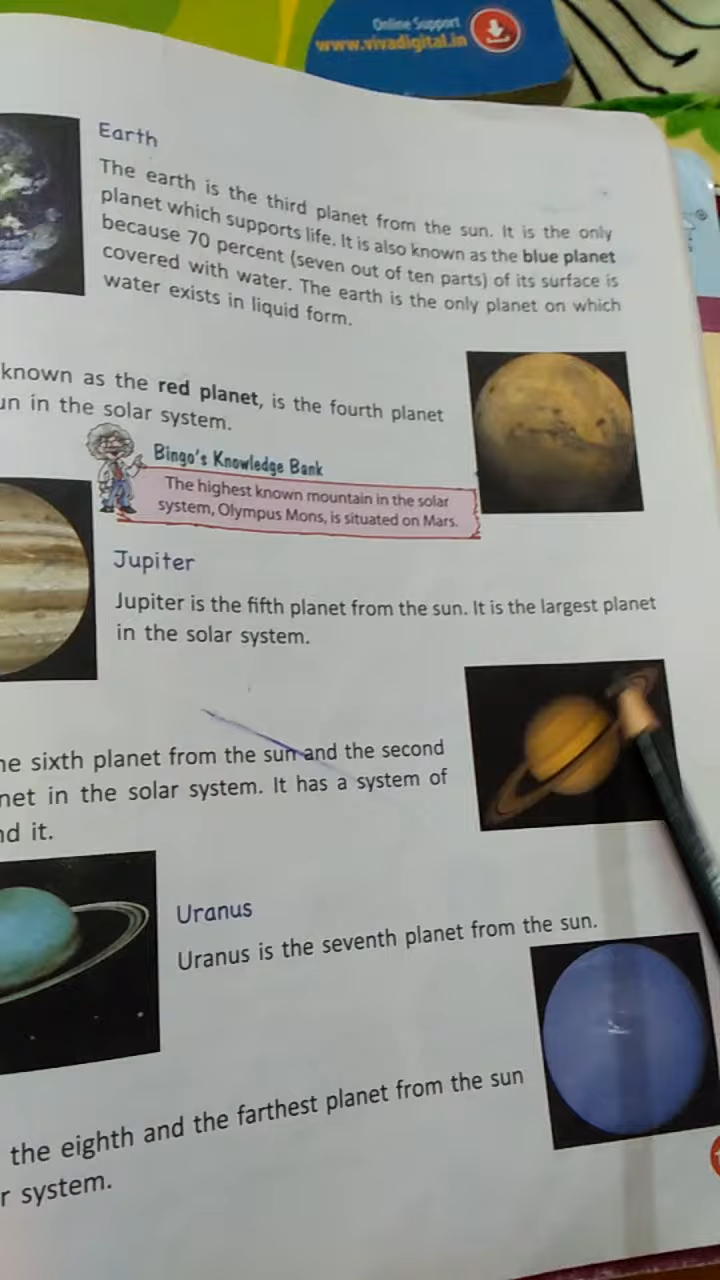 Online Support
www.vivadigital.in
Earth
The earth is the third planet from the sun. It is the only
planet which supports life. It is also known as the blue planet
because 70 percent (seven out of ten parts) of its surface is
covered with water. The earth is the only planet on which
water exists in liquid form.
known as the red planet, is the fourth planet
un in the solar system.
Bingo's Knowledge Bank
The highest known mountain in the solar
system, Olympus Mons, is situated on Mars.
Jupiter
Jupiter is the fifth planet from the sun. It is the largest planet
in the solar system.
he sixth planet from the sun and the second
net in the solar system. It has a system of
nd it.
Uranus
Uranus is the seventh planet from the sun.
the eighth and the farthest planet from the sun
r system.